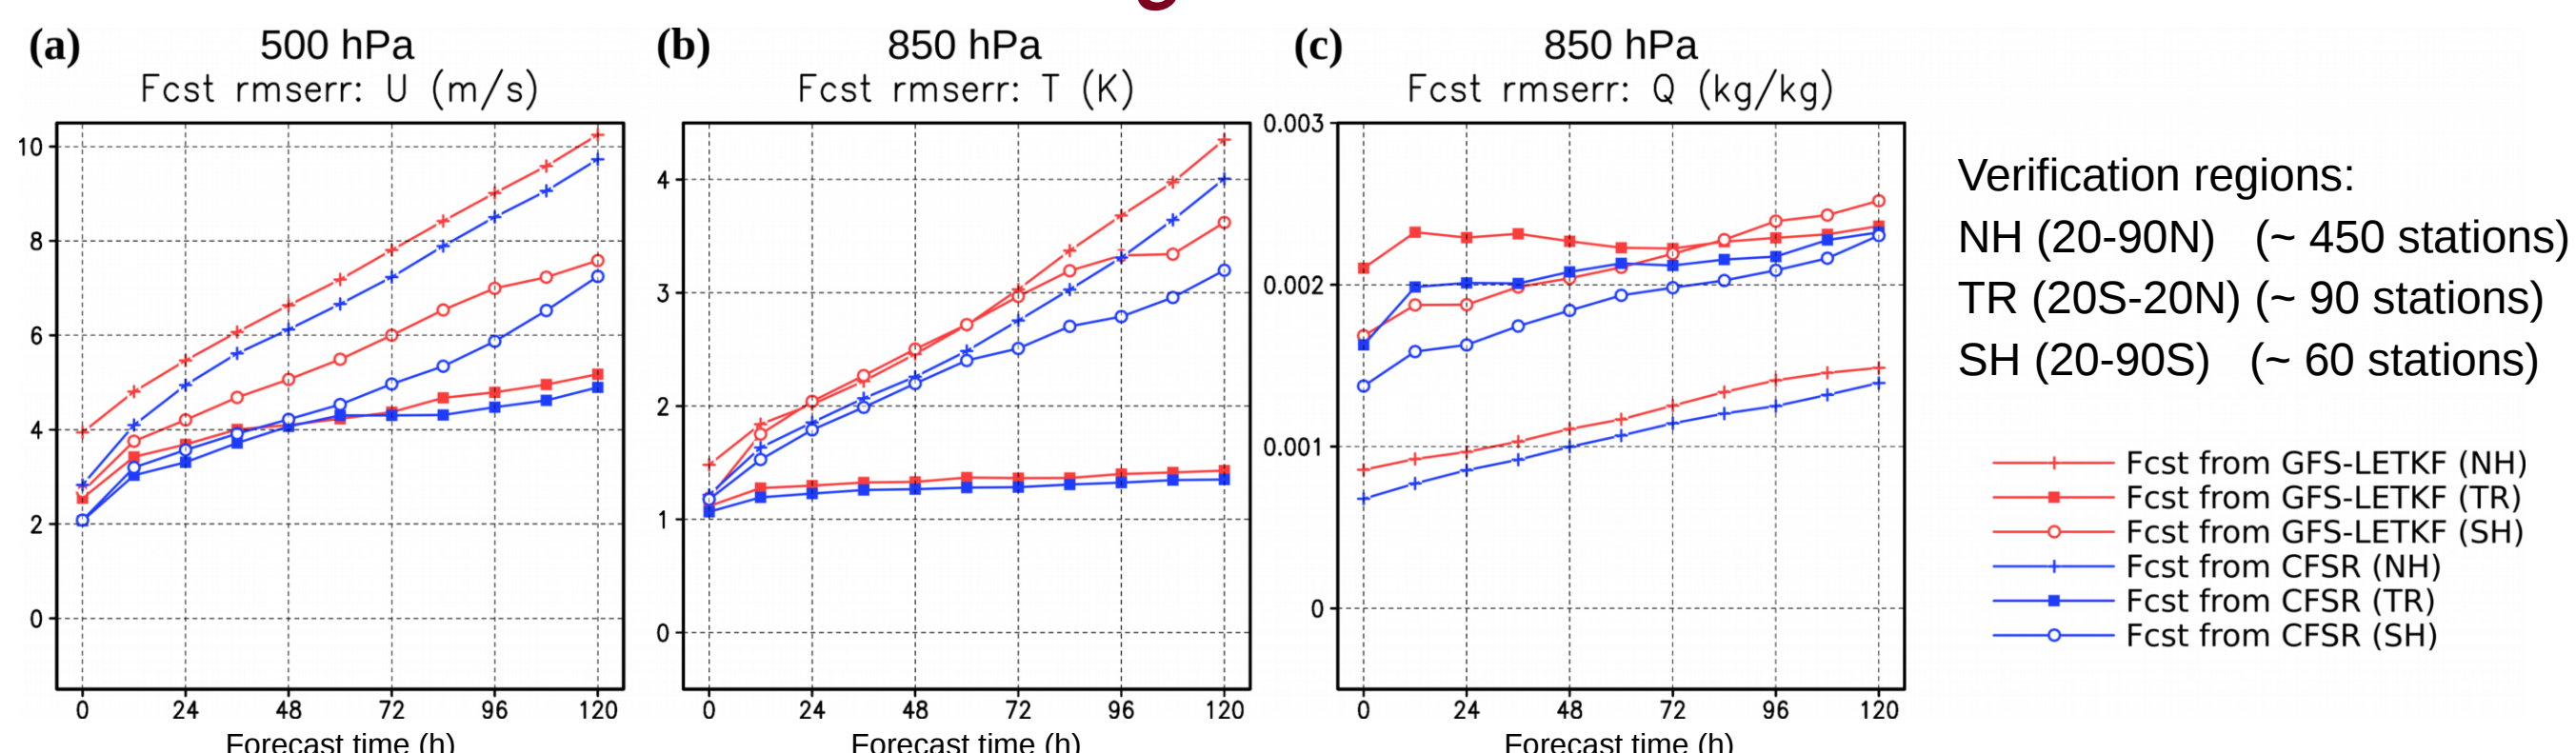 g
(a)
500 hPa
Fcst rmserr: U (m/s)
10
8
6
4
2
0
0 24 48 72 96 120
Forecast time (h)
(b)
850 hPa
Fcst rmserr: T (K)
4
3
2
1
0
0 24 48 72 96 120
Forecast time (h)
(c)
850 hPa
Fcst rmserr: Q (kg/kg)
0.003
0.002
0.001
0
0 24 48 72 96 120
Forecast time (h)
Verification regions:
NH (20-90N) (~ 450 stations)
TR (20S-20N) (~ 90 stations)
SH (20-90S) (~ 60 stations)
Fcst from GFS-LETKF (NH)
Fcst from GFS-LETKF (TR)
Fcst from GFS-LETKF (SH)
Fcst from CFSR (NH)
Fcst from CFSR (TR)
Fcst from CFSR (SH)